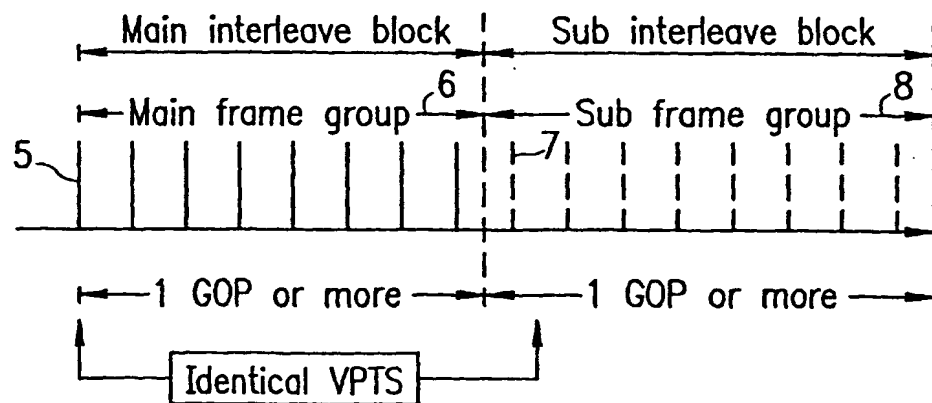 Main interleave block Sub interleave block
6 8
Main frame group Sub frame group
5 7
1 GOP or more 1 GOP or more
Identical VPTS